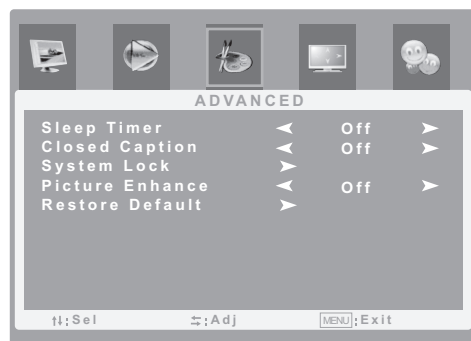 ADVANCED
Sleep Timer Off
Closed Caption Off
System Lock
Picture Enhance Off
Restore Default
:Sel :Adj MENU:Exit